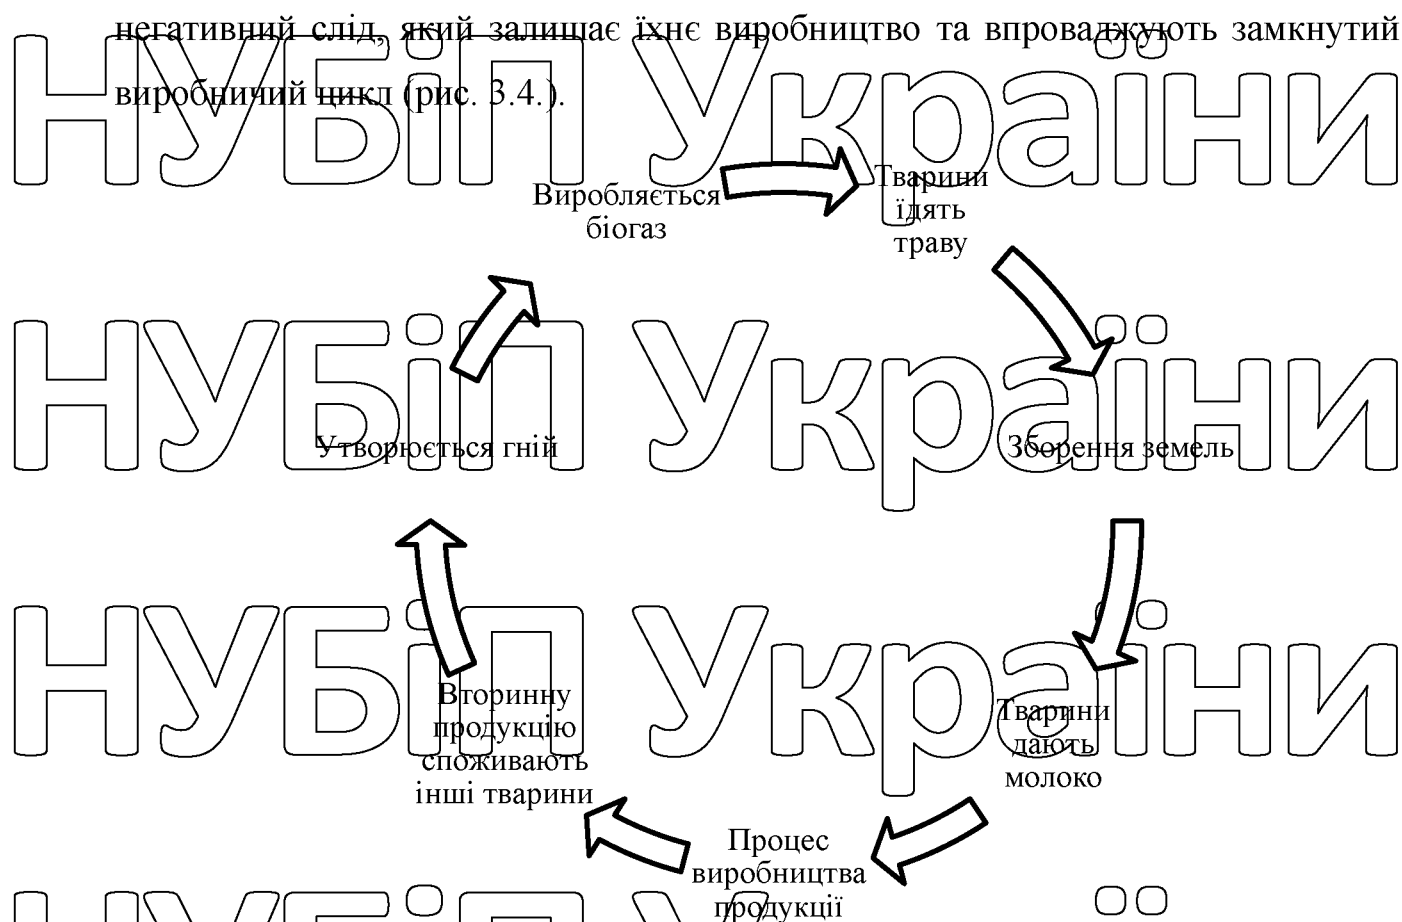 негативний слід, який залишає їхнє виробництво та впроваджують замкнутий
виробничий цикл (рис. 3.4.).
НУБіП України
Виробляється
біогаз
Тварини
їдять
траву
НУБіП України
Утворюється гній
Зборення земель
НУБіП України
Вторинну
продукцію
споживають
інші тварини
Тварини
дають
молоко
Процес
виробництва
продукції
НУБіП України